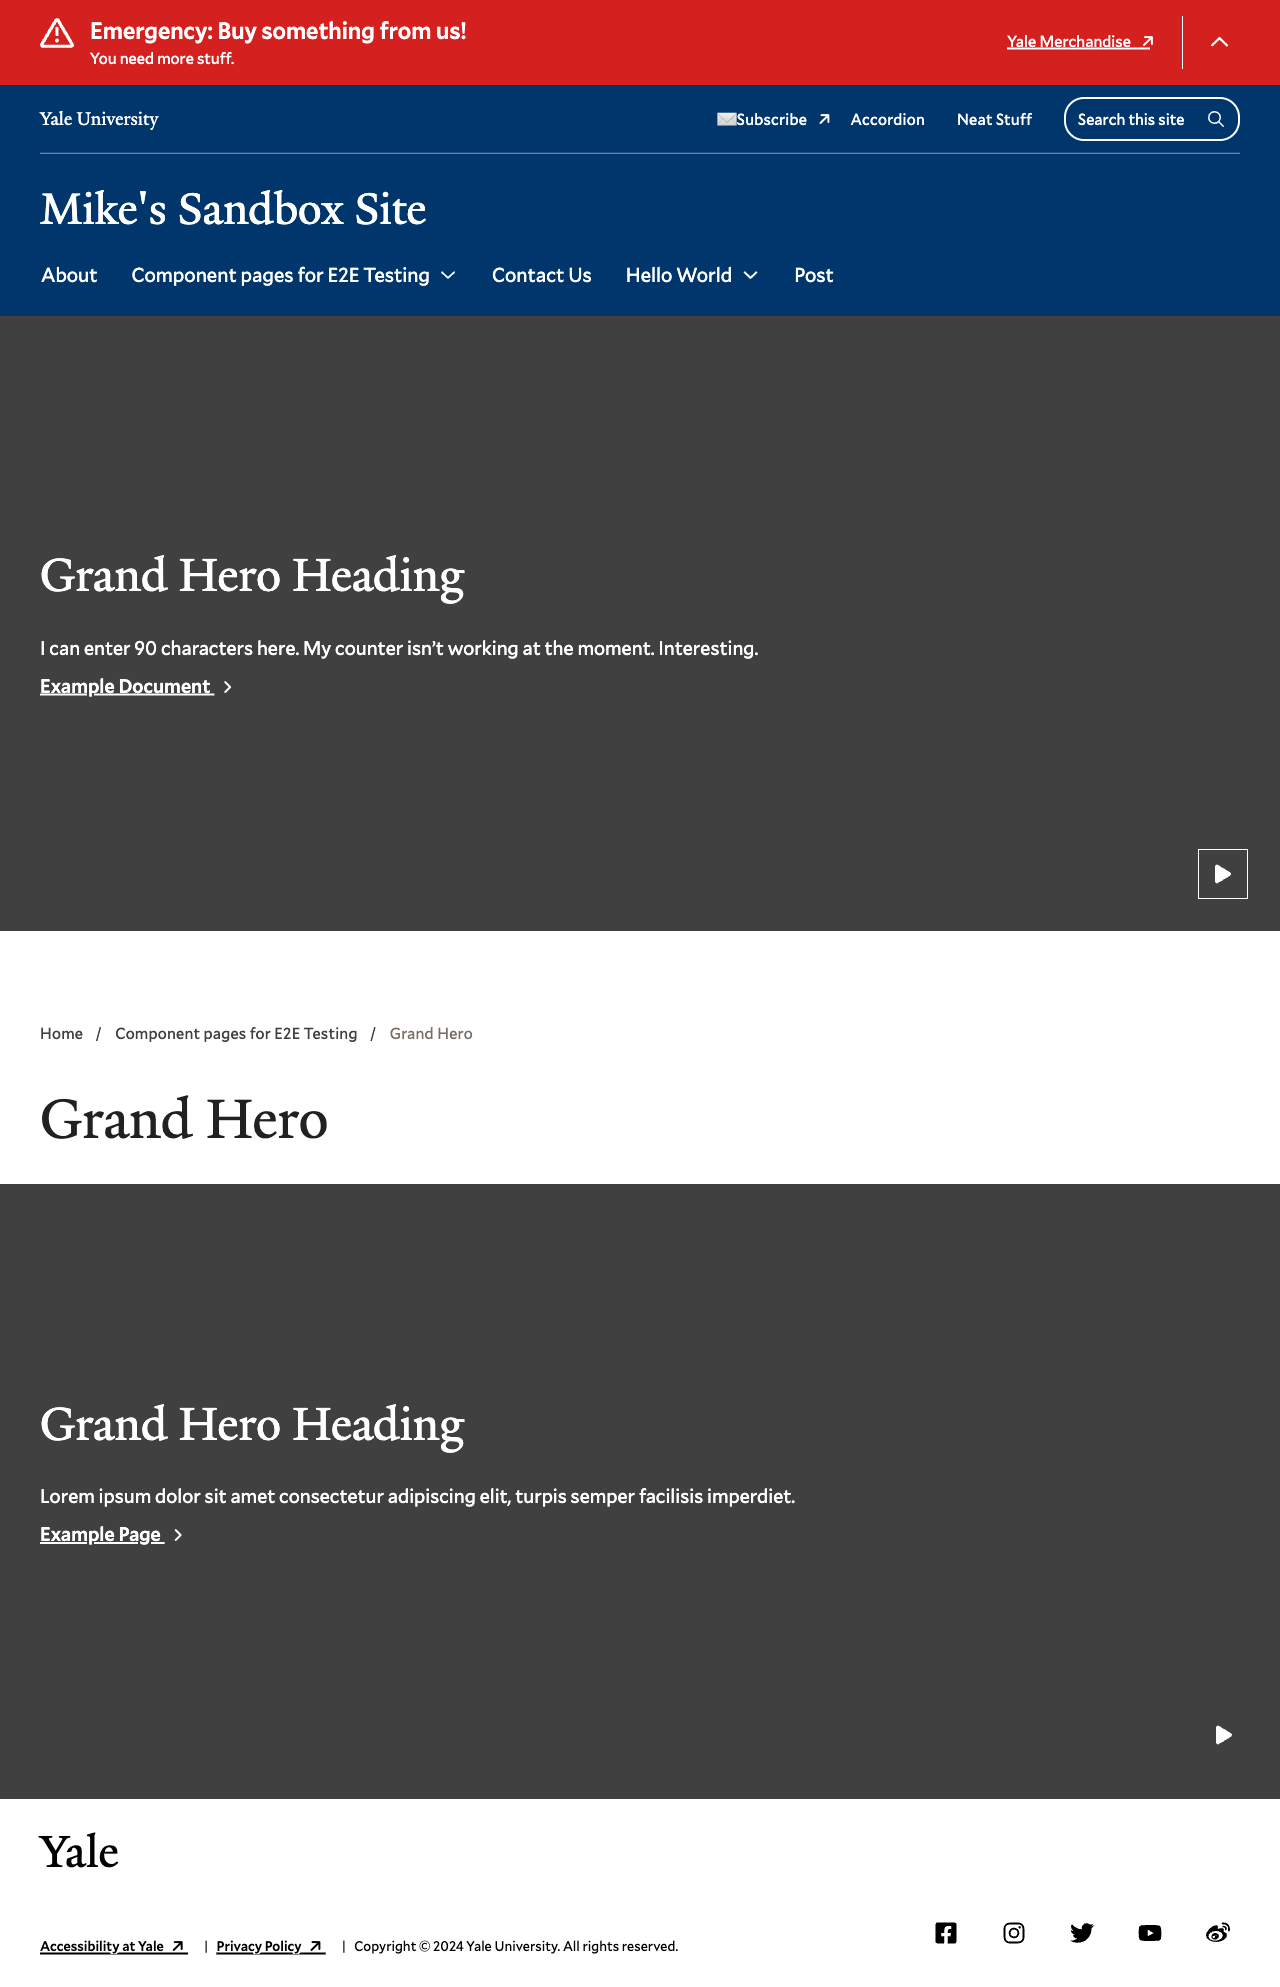 Emergency: Buy something from us!
You need more stuff.
Yale Merchandise
Yale University
Subscribe
Accordion
Neat Stuff
Search this site
Mike's Sandbox Site
About
Component pages for E2E Testing
Contact Us
Hello World
Post
Grand Hero Heading
I can enter 90 characters here. My counter isn’t working at the moment. Interesting.
Example Document
Home / Component pages for E2E Testing / Grand Hero
Grand Hero
Grand Hero Heading
Lorem ipsum dolor sit amet consectetur adipiscing elit, turpis semper facilisis imperdiet.
Example Page
Yale
Accessibility at Yale | Privacy Policy | Copyright © 2024 Yale University. All rights reserved.